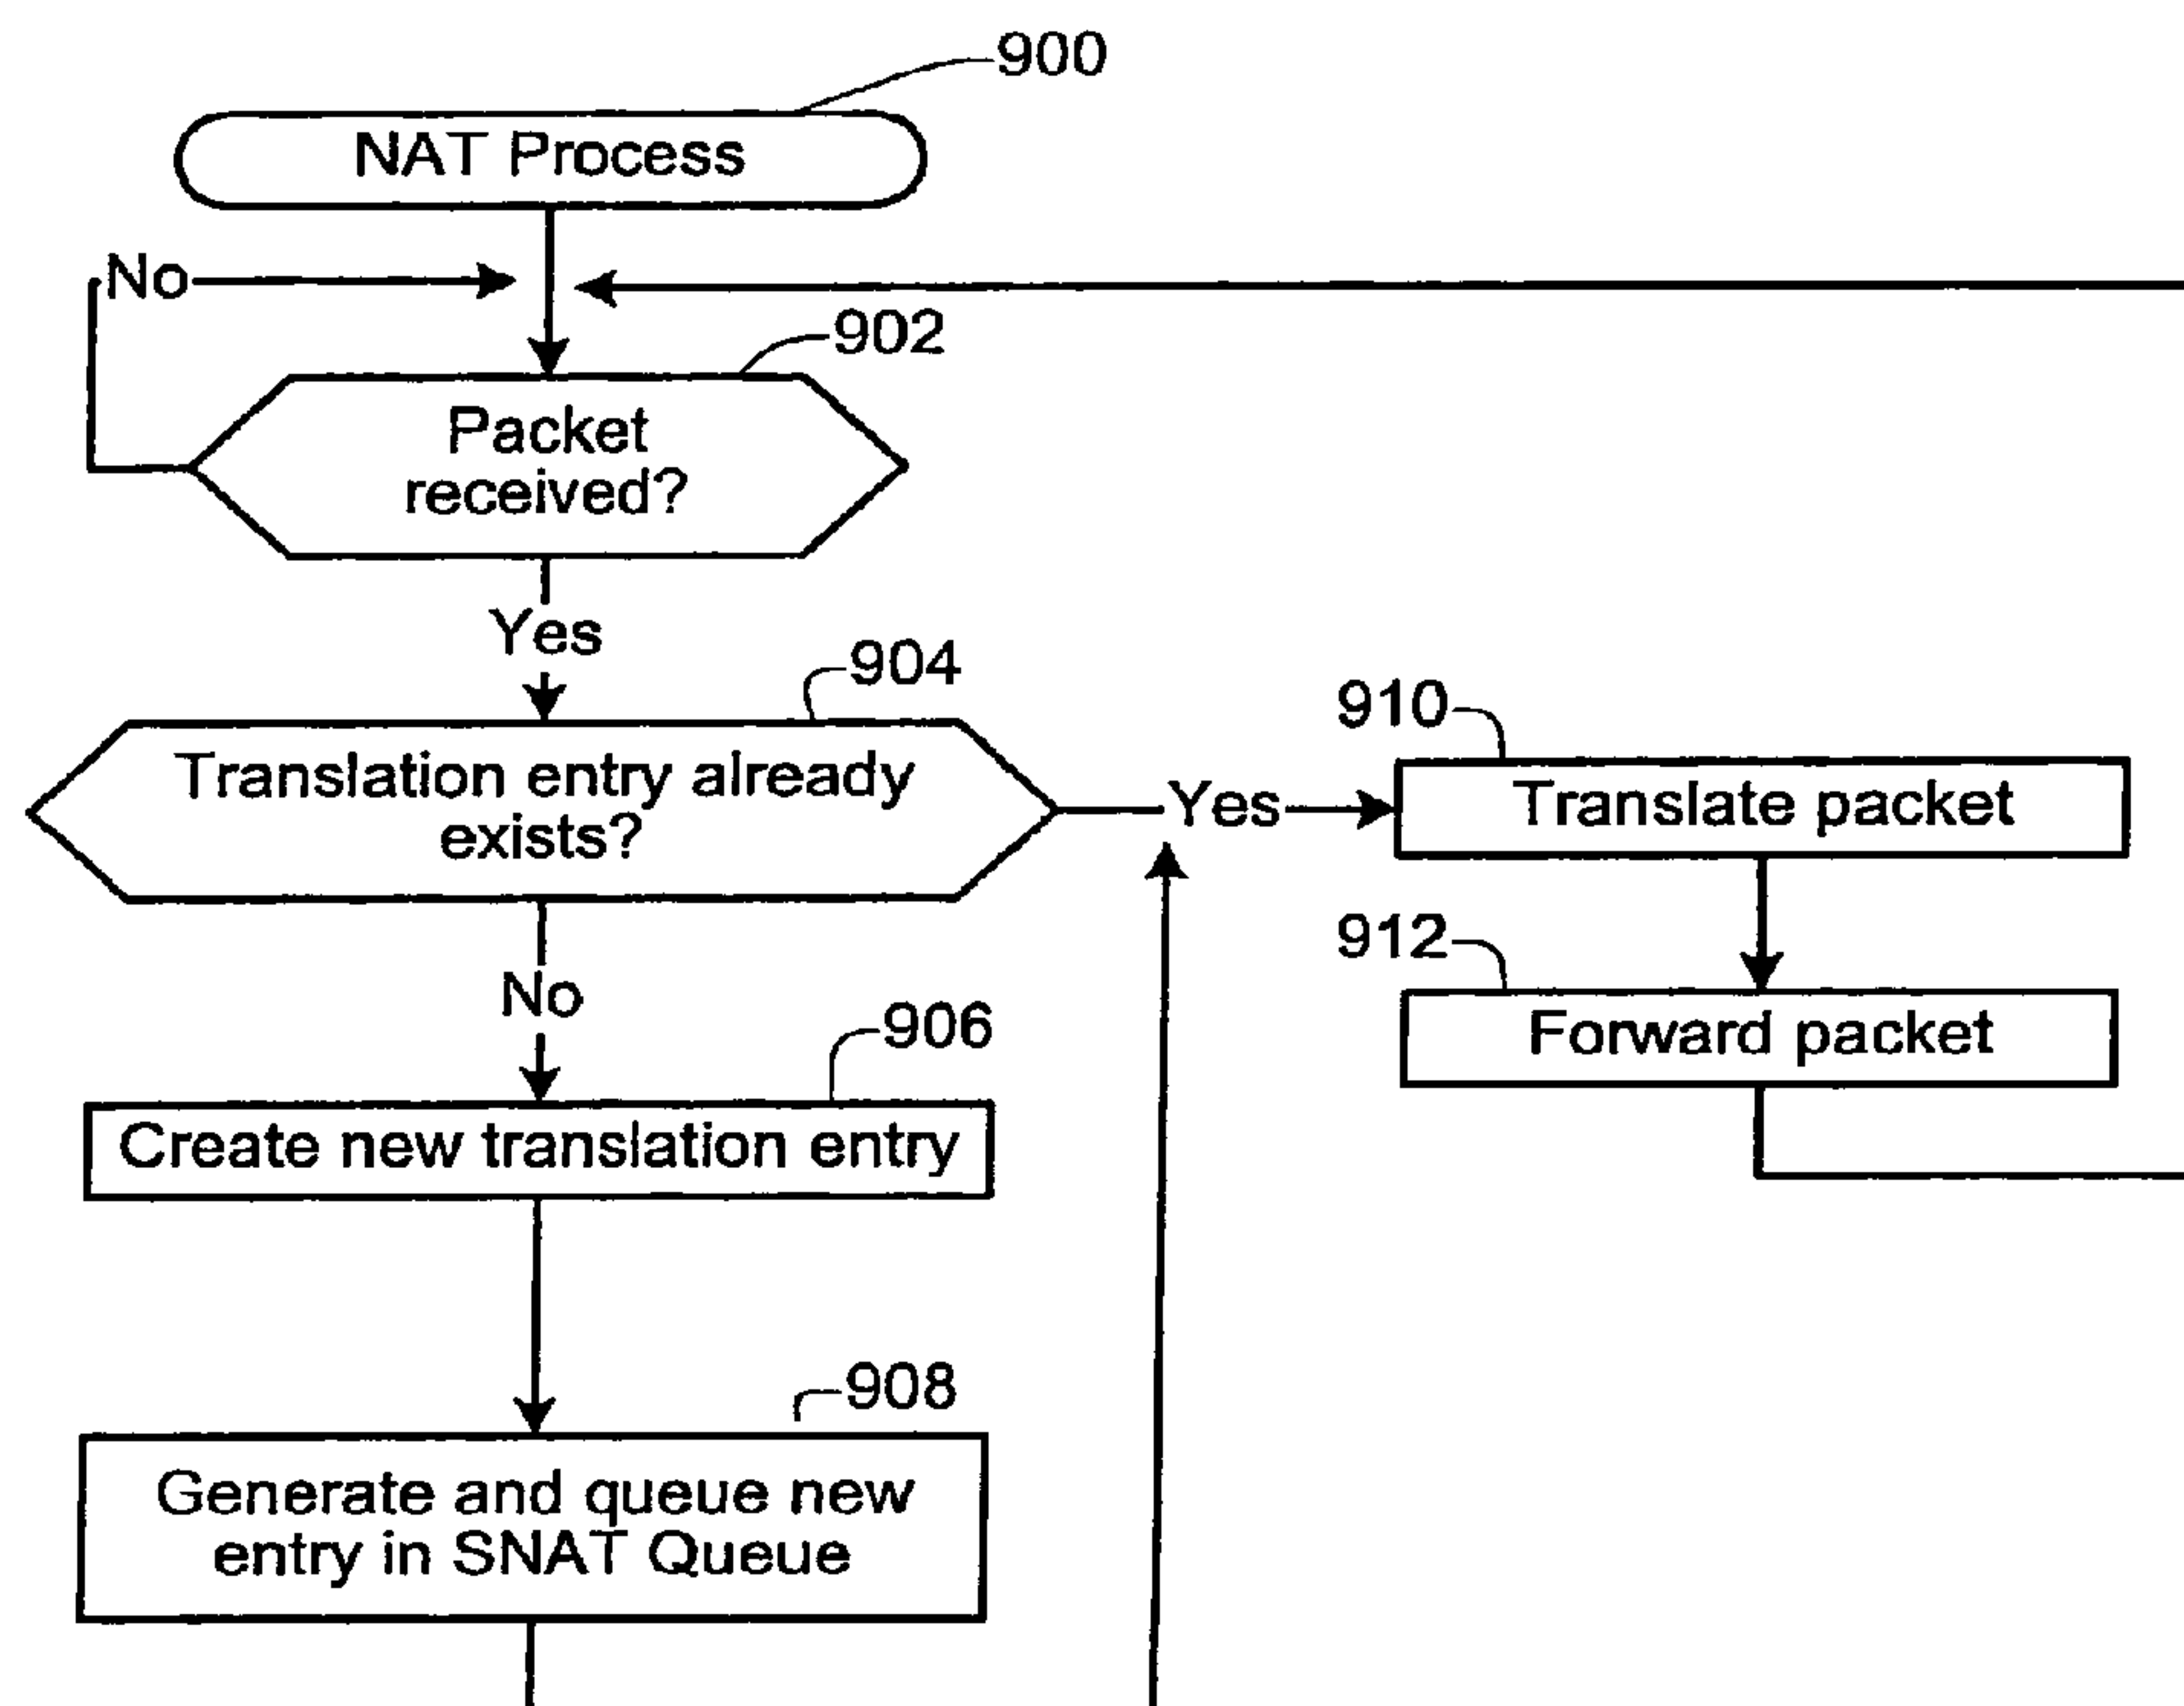 900
NAT Process
No
902
Packet
received?
Yes
904
Translation entry already
exists?
Yes
910
Translate packet
912
Forward packet
No
906
Create new translation entry
908
Generate and queue new
entry in SNAT Queue